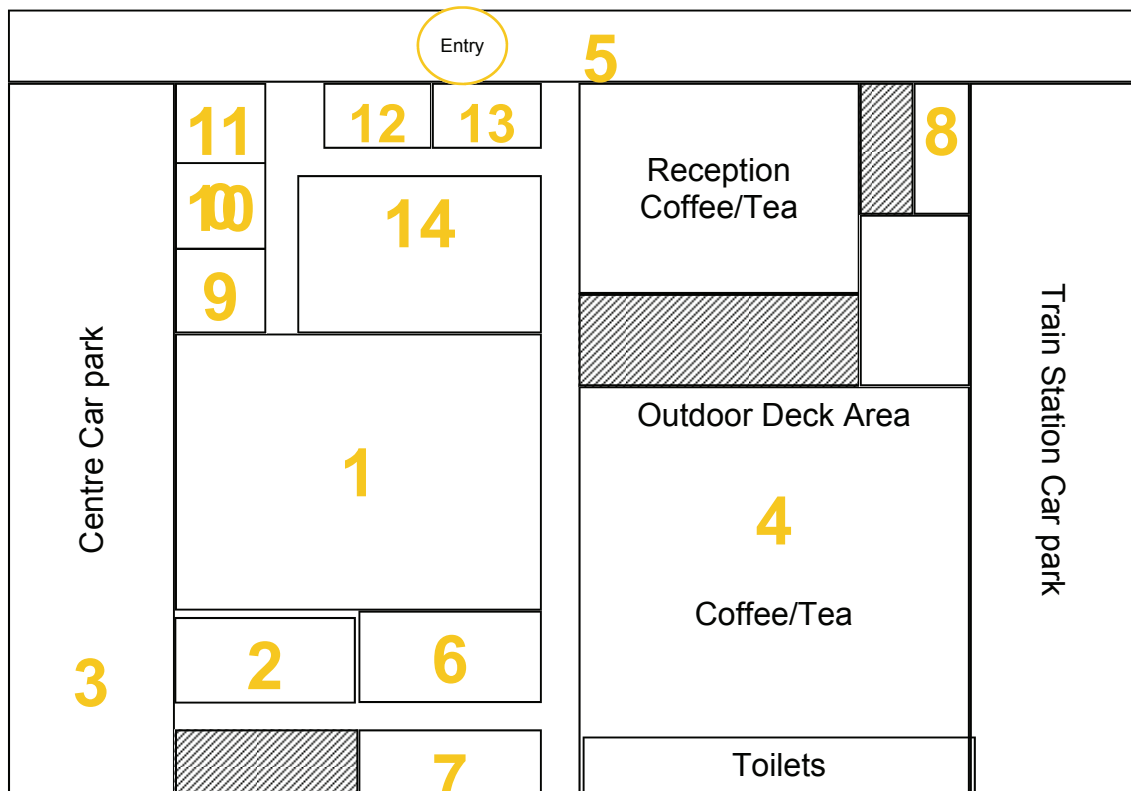 Entry
5
11
12
13
8
Reception
Coffee/Tea
10
14
9
Centre Car park
Train Station Car park
Outdoor Deck Area
1
4
Coffee/Tea
2
6
3
7
Toilets